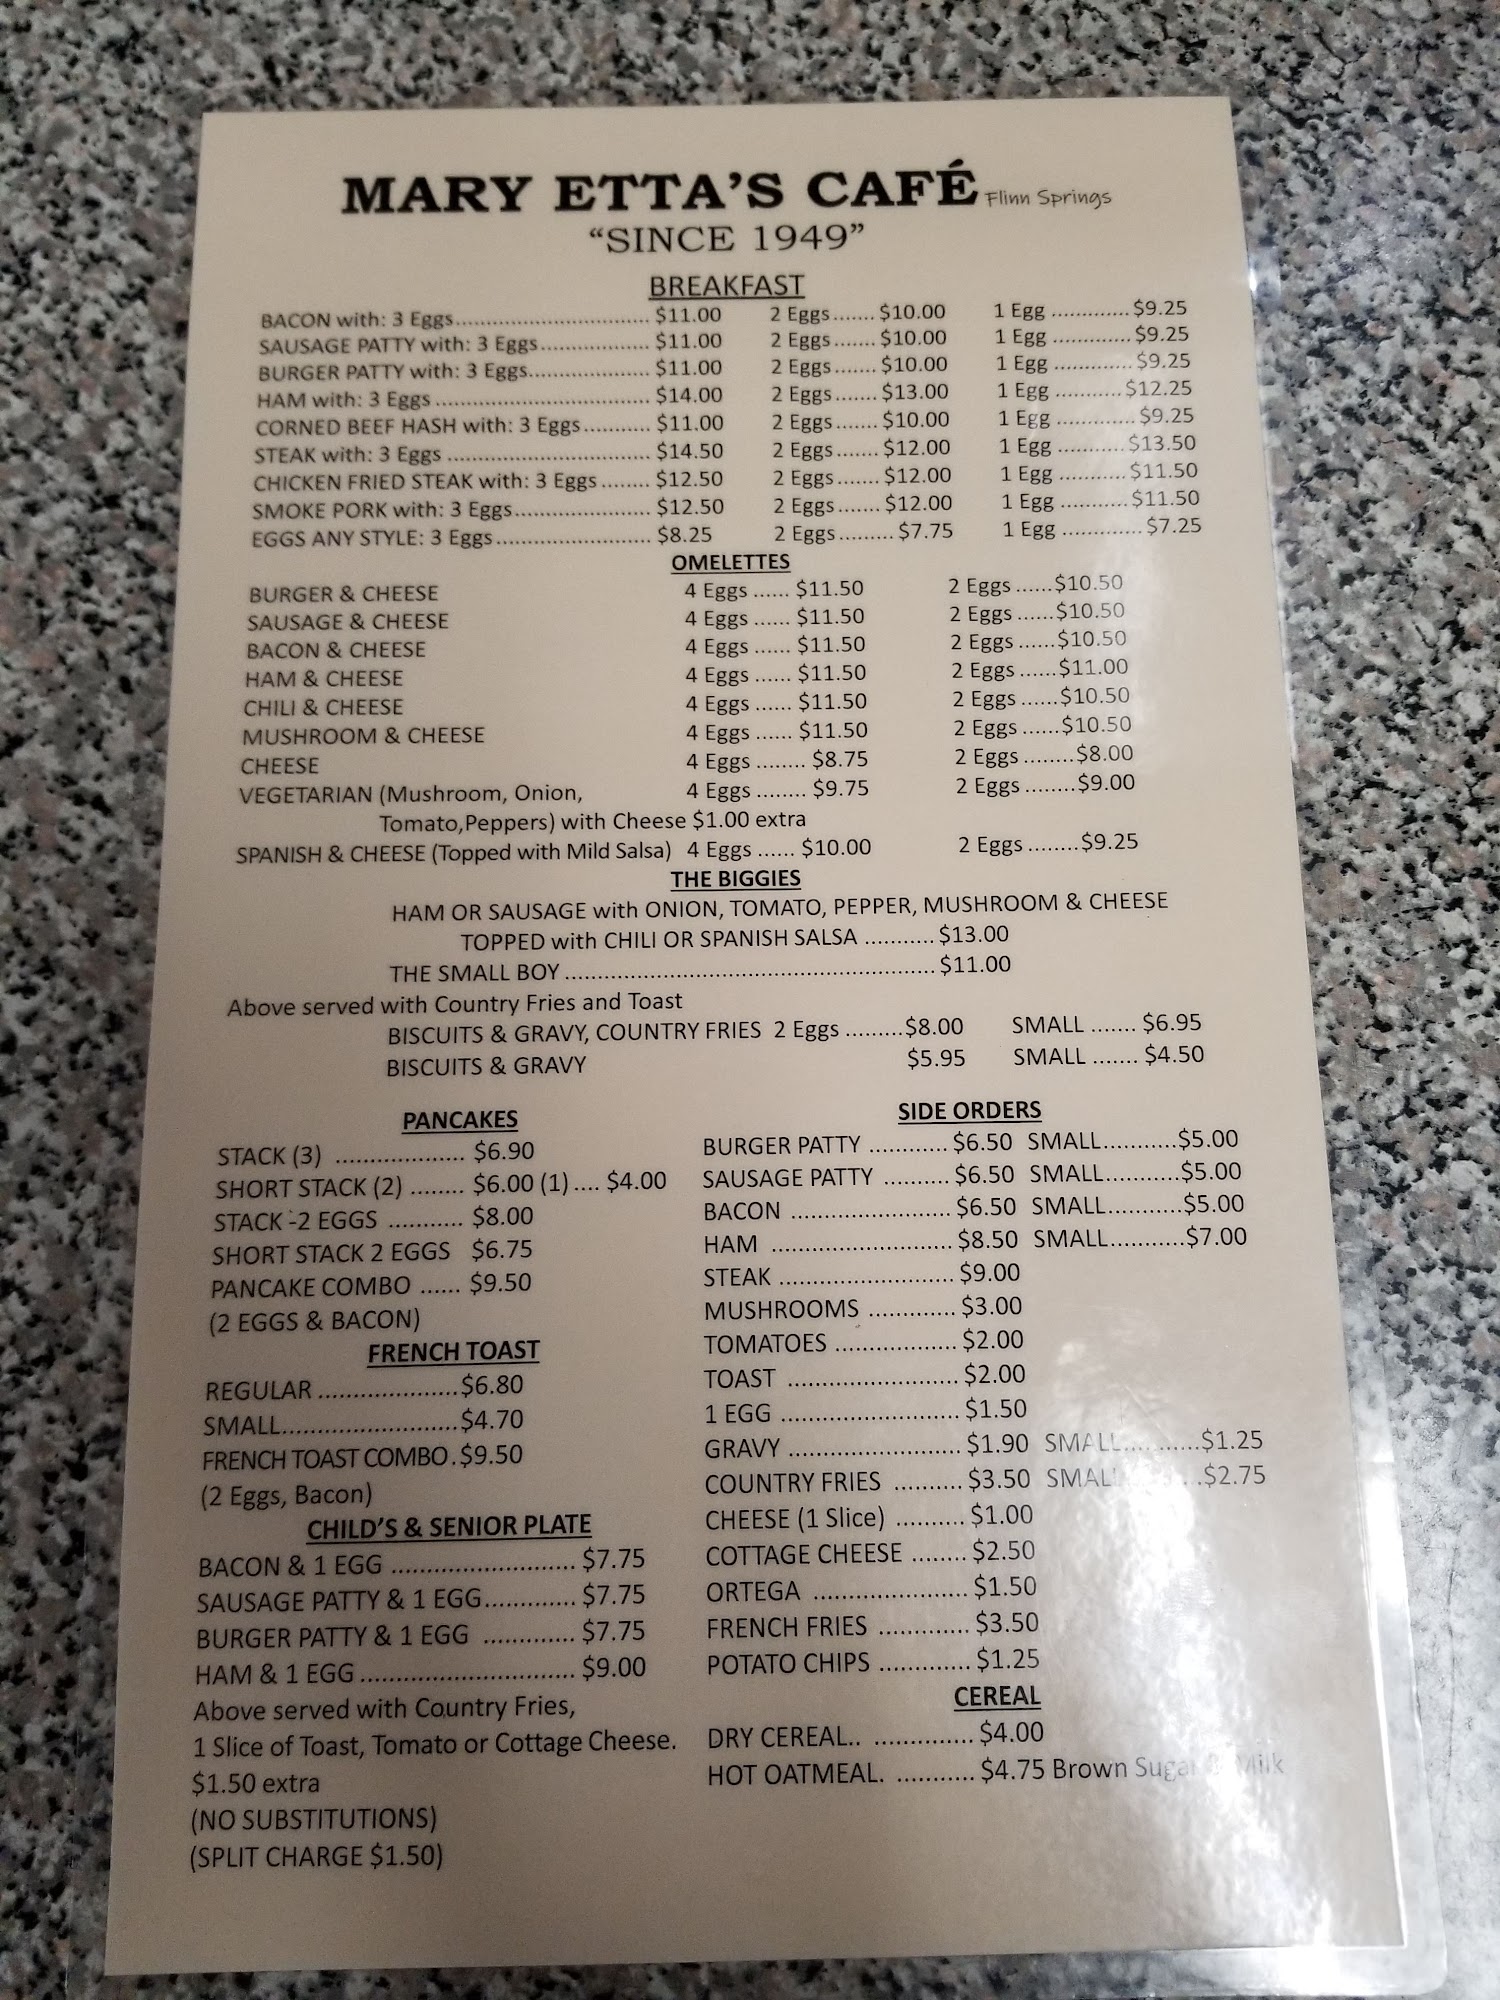 MARY ETTA'S CAFÉ Flinn Springs
"SINCE 1949"
BREAKFAST
BACON with: 3 Eggs................................ $11.00 2 Eggs....... $10.00 1 Egg ............. $9.25
SAUSAGE PATTY with: 3 Eggs................... $11.00 2 Eggs....... $10.00 1 Egg ............. $9.25
BURGER PATTY with: 3 Eggs..................... $11.00 2 Eggs....... $10.00 1 Egg ............. $9.25
HAM with: 3 Eggs .................................... $14.00 2 Eggs....... $13.00 1 Egg ........... $12.25
CORNED BEEF HASH with: 3 Eggs........... $11.00 2 Eggs....... $10.00 1 Egg ............. $9.25
STEAK with: 3 Eggs .................................. $14.50 2 Eggs....... $12.00 1 Egg ........... $13.50
CHICKEN FRIED STEAK with: 3 Eggs........ $12.50 2 Eggs....... $12.00 1 Egg ........... $11.50
SMOKE PORK with: 3 Eggs....................... $12.50 2 Eggs....... $12.00 1 Egg ........... $11.50
EGGS ANY STYLE: 3 Eggs.......................... $8.25 2 Eggs......... $7.75 1 Egg ............. $7.25
OMELETTES
BURGER & CHEESE 4 Eggs ...... $11.50 2 Eggs ......$10.50
SAUSAGE & CHEESE 4 Eggs ...... $11.50 2 Eggs ......$10.50
BACON & CHEESE 4 Eggs ...... $11.50 2 Eggs ......$10.50
HAM & CHEESE 4 Eggs ...... $11.50 2 Eggs ......$11.00
CHILI & CHEESE 4 Eggs ...... $11.50 2 Eggs ......$10.50
MUSHROOM & CHEESE 4 Eggs ...... $11.50 2 Eggs ......$10.50
CHEESE 4 Eggs ........ $8.75 2 Eggs ........$8.00
VEGETARIAN (Mushroom, Onion, 4 Eggs ........ $9.75 2 Eggs ........$9.00
Tomato,Peppers) with Cheese $1.00 extra
SPANISH & CHEESE (Topped with Mild Salsa) 4 Eggs ...... $10.00 2 Eggs ........$9.25
THE BIGGIES
HAM OR SAUSAGE with ONION, TOMATO, PEPPER, MUSHROOM & CHEESE
TOPPED with CHILI OR SPANISH SALSA ........... $13.00
THE SMALL BOY ........................................................ $11.00
Above served with Country Fries and Toast
BISCUITS & GRAVY, COUNTRY FRIES 2 Eggs .........$8.00 SMALL ....... $6.95
BISCUITS & GRAVY $5.95 SMALL ....... $4.50
PANCAKES
STACK (3) ................... $6.90
SHORT STACK (2) ........ $6.00 (1) .... $4.00
STACK -2 EGGS ........... $8.00
SHORT STACK 2 EGGS $6.75
PANCAKE COMBO ...... $9.50
(2 EGGS & BACON)
FRENCH TOAST
REGULAR .....................$6.80
SMALL..........................$4.70
FRENCH TOAST COMBO.$9.50
(2 Eggs, Bacon)
CHILD'S & SENIOR PLATE
BACON & 1 EGG .......................... $7.75
SAUSAGE PATTY & 1 EGG............. $7.75
BURGER PATTY & 1 EGG ............. $7.75
HAM & 1 EGG .............................. $9.00
Above served with Country Fries,
1 Slice of Toast, Tomato or Cottage Cheese.
$1.50 extra
(NO SUBSTITUTIONS)
(SPLIT CHARGE $1.50)
SIDE ORDERS
BURGER PATTY ............ $6.50 SMALL...........$5.00
SAUSAGE PATTY .......... $6.50 SMALL...........$5.00
BACON ....................... $6.50 SMALL...........$5.00
HAM .......................... $8.50 SMALL...........$7.00
STEAK ......................... $9.00
MUSHROOMS ............. $3.00
TOMATOES .................. $2.00
TOAST ......................... $2.00
1 EGG .......................... $1.50
GRAVY ......................... $1.90 SMALL...........$1.25
COUNTRY FRIES .......... $3.50 SMALL...........$2.75
CHEESE (1 Slice) .......... $1.00
COTTAGE CHEESE ........ $2.50
ORTEGA ...................... $1.50
FRENCH FRIES ............. $3.50
POTATO CHIPS ............. $1.25
CEREAL
DRY CEREAL.. .............. $4.00
HOT OATMEAL. ........... $4.75 Brown Sugar & Milk